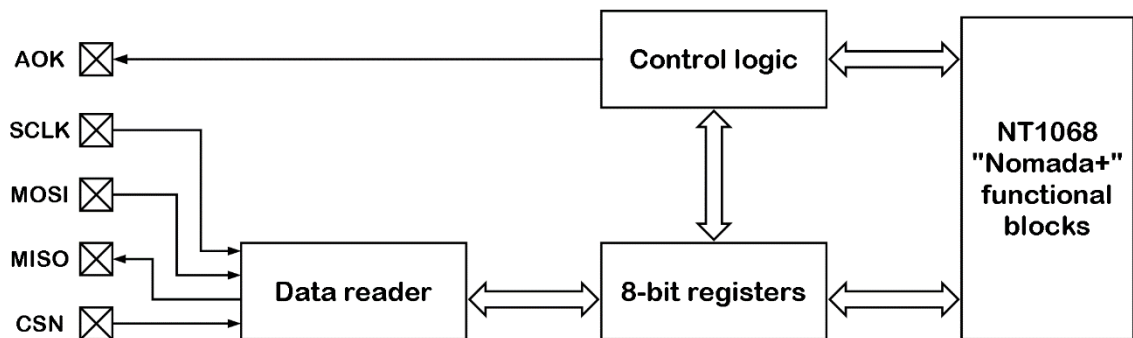 AOK
Control logic
SCLK
NT1068
"Nomada+"
functional
blocks
MOSI
MISO
Data reader
8-bit registers
CSN